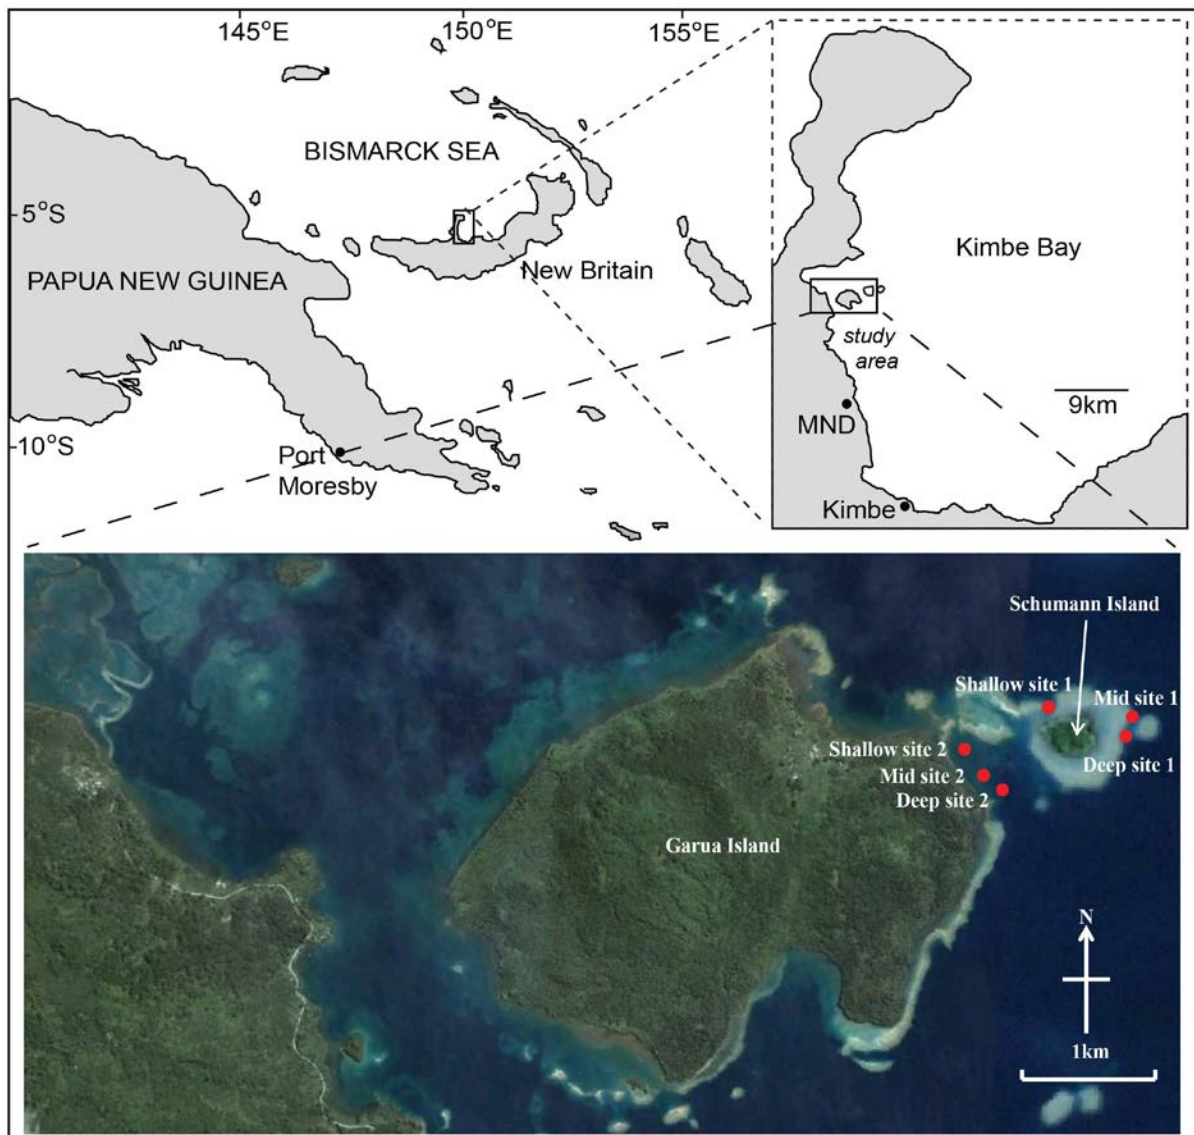 145°E
150°E
155°E
BISMARCK SEA
5°S
PAPUA NEW GUINEA
New Britain
10°S
Port
Moresby
Kimbe Bay
study
area
9km
MND
Kimbe
Schumann Island
Shallow site 1
Mid site 1
Shallow site 2
Deep site 1
Mid site 2
Deep site 2
Garua Island
N
1km